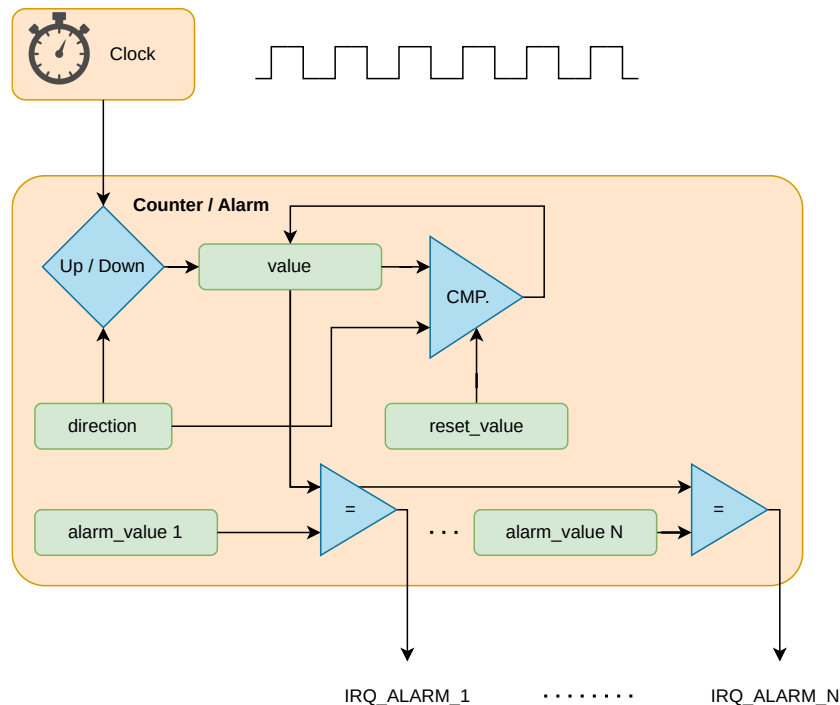 Clock
Counter / Alarm
Up / Down
value
CMP.
direction
reset_value
=
=
alarm_value 1
. . .
alarm_value N
IRQ_ALARM_1
. . . . . . . .
IRQ_ALARM_N